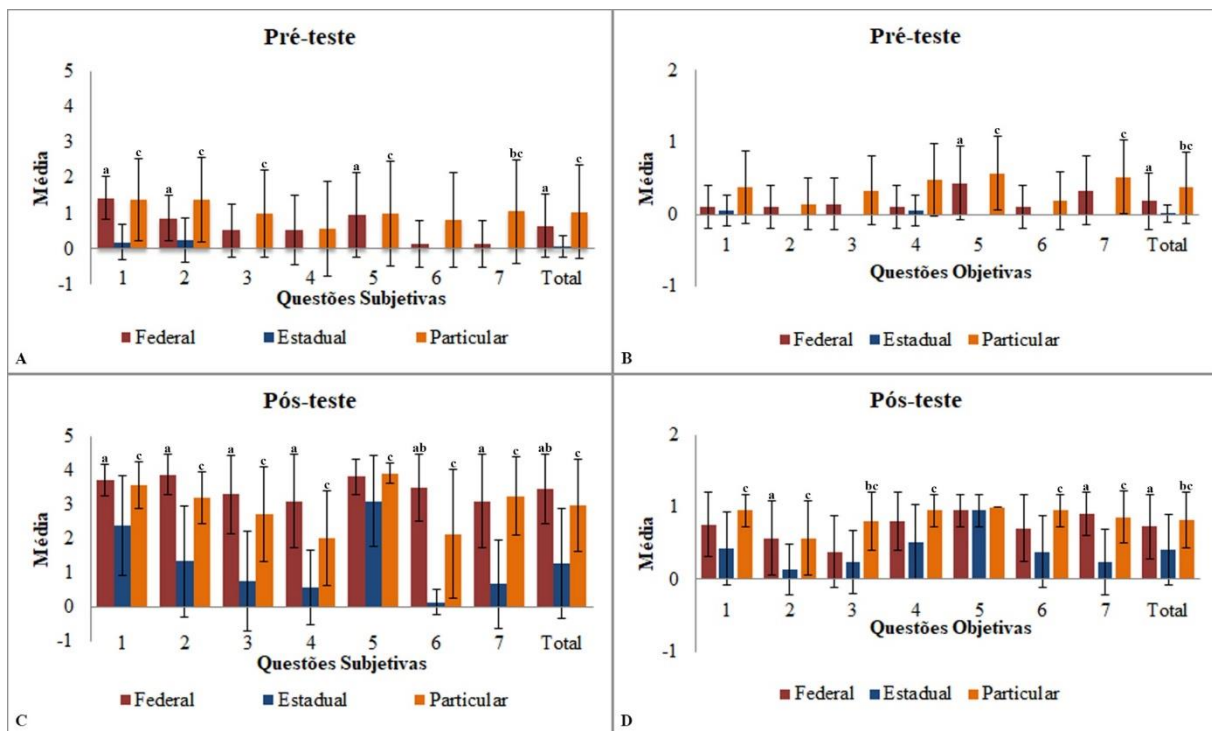 Pré-teste
Média
5
4
3
2
1
0
-1
a c a c c a c bc a c
1 2 3 4 5 6 7 Total
Questões Subjetivas
Federal Estadual Particular
A
Pré-teste
Média
2
1
0
-1
a c c a bc
1 2 3 4 5 6 7 Total
Questões Objetivas
Federal Estadual Particular
B
Pós-teste
Média
5
4
3
2
1
0
-1
a c a c a c a c c ab c a c ab c
1 2 3 4 5 6 7 Total
Questões Subjetivas
Federal Estadual Particular
C
Pós-teste
Média
2
1
0
-1
c a c bc c c a c a bc
1 2 3 4 5 6 7 Total
Questões Objetivas
Federal Estadual Particular
D